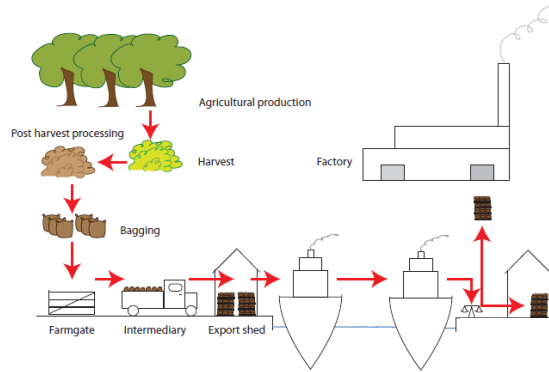 Agricultural production
Post harvest processing
Harvest
Factory
Bagging
Farmgate
Intermediary
Export shed